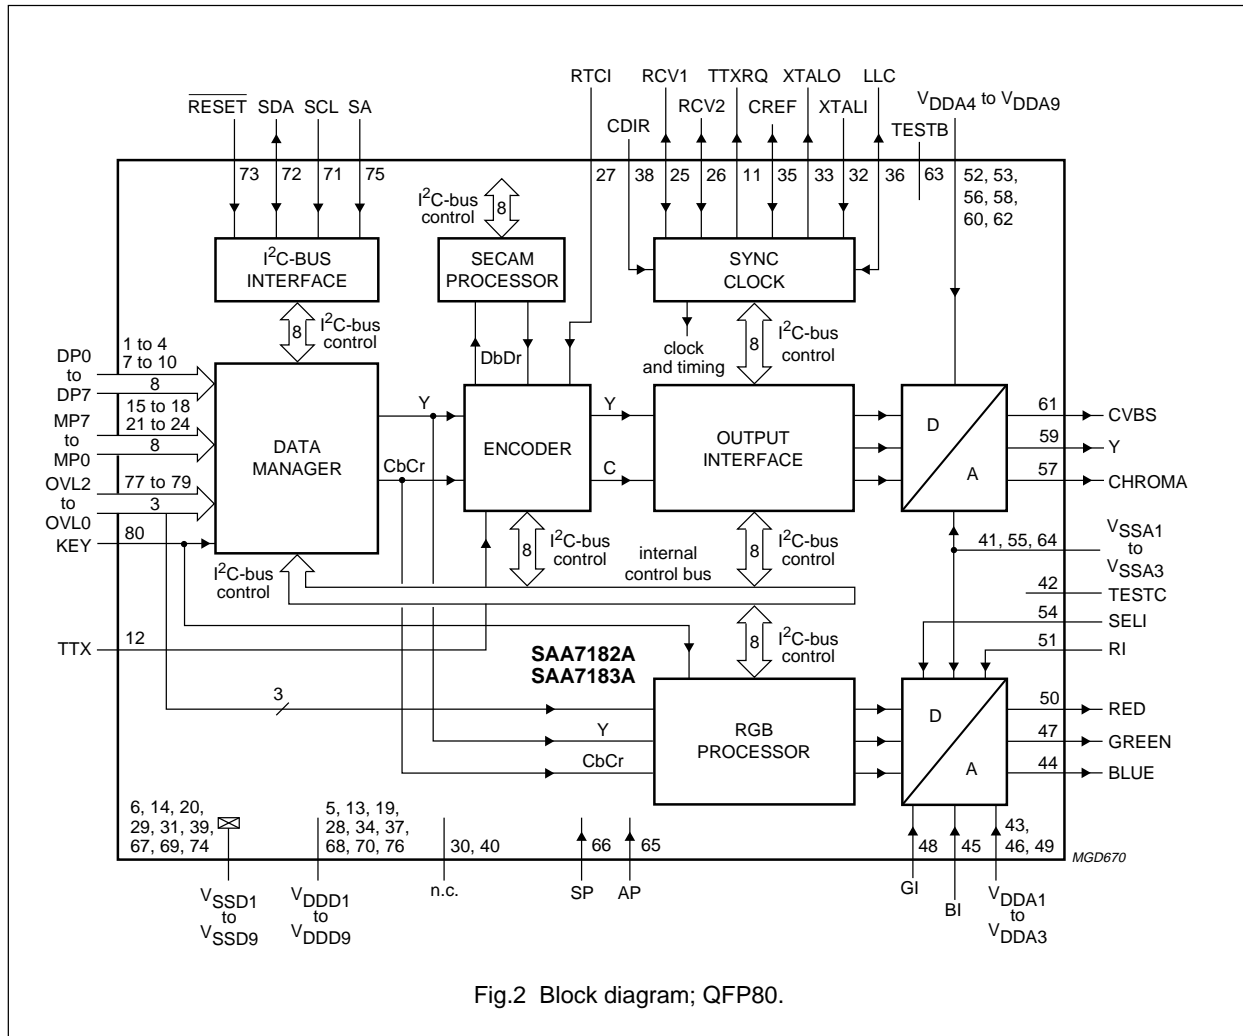 RTCI
RCV1
TTXRQ
XTALO
LLC
RESET
SDA
SCL
SA
RCV2
CREF
XTALI
VDDA4 to VDDA9
CDIR
TESTB
73
72
71
75
27
38
25
26
11
35
33
32
36
63
52, 53,
56, 58,
60, 62
I2C-bus
control
8
I2C-BUS
INTERFACE
SECAM
PROCESSOR
SYNC
CLOCK
8
I2C-bus
control
DbDr
clock
and timing
8
I2C-bus
control
DP0
to
DP7
1 to 4
7 to 10
8
MP7
to
MP0
15 to 18
21 to 24
8
OVL2
to
OVL0
77 to 79
3
KEY
80
DATA
MANAGER
Y
CbCr
ENCODER
Y
C
OUTPUT
INTERFACE
D
A
61
CVBS
59
Y
57
CHROMA
I2C-bus
control
8
I2C-bus
control
internal
control bus
8
I2C-bus
control
41, 55, 64
VSSA1
to
VSSA3
42
TESTC
54
SELI
51
RI
TTX
12
SAA7182A
SAA7183A
8
I2C-bus
control
3
Y
CbCr
RGB
PROCESSOR
D
A
50
RED
47
GREEN
44
BLUE
6, 14, 20,
29, 31, 39,
67, 69, 74
5, 13, 19,
28, 34, 37,
68, 70, 76
30, 40
66
65
48
45
43,
46, 49
MGD670
VSSD1
to
VSSD9
VDDD1
to
VDDD9
n.c.
SP
AP
GI
BI
VDDA1
to
VDDA3
Fig.2 Block diagram; QFP80.